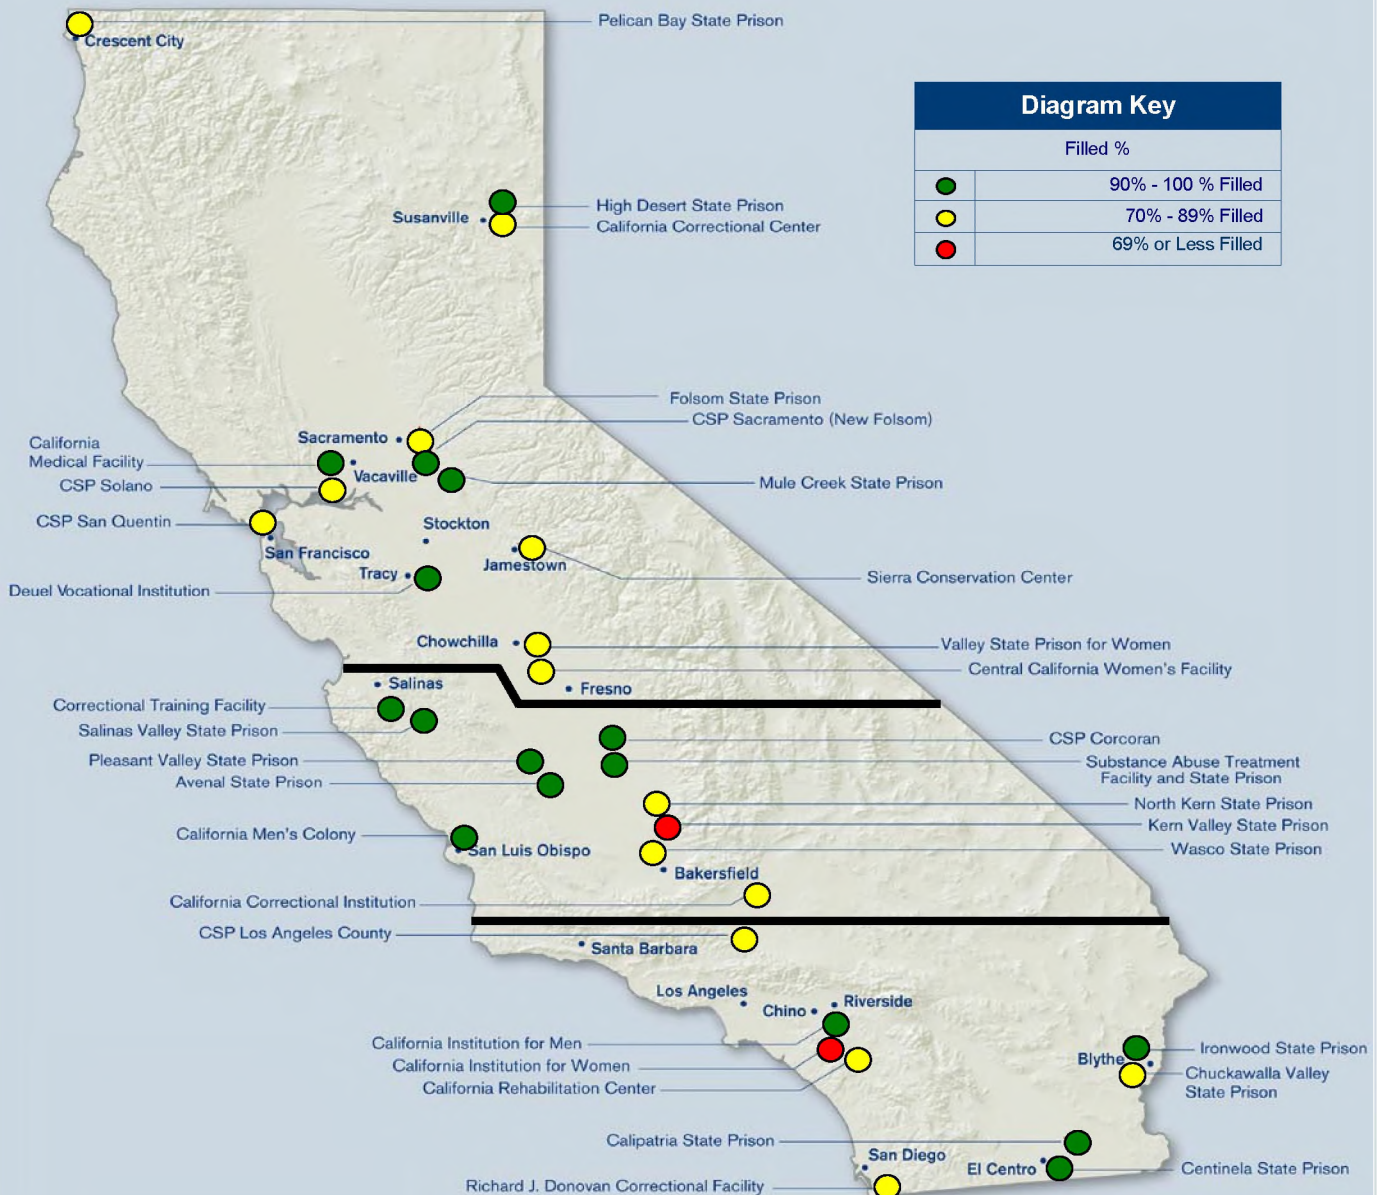 Pelican Bay State Prison
Crescent City
Diagram Key
Filled %
90% - 100 % Filled
70% - 89% Filled
69% or Less Filled
High Desert State Prison
Susanville
California Correctional Center
Folsom State Prison
CSP Sacramento (New Folsom)
Sacramento
California
Medical Facility
Vacaville
CSP Solano
Mule Creek State Prison
CSP San Quentin
Stockton
San Francisco
Jamestown
Tracy
Sierra Conservation Center
Deuel Vocational Institution
Chowchilla
Valley State Prison for Women
Central California Women's Facility
Salinas
Fresno
Correctional Training Facility
Salinas Valley State Prison
CSP Corcoran
Pleasant Valley State Prison
Substance Abuse Treatment
Facility and State Prison
Avenal State Prison
North Kern State Prison
Kern Valley State Prison
California Men's Colony
San Luis Obispo
Wasco State Prison
Bakersfield
California Correctional Institution
CSP Los Angeles County
Santa Barbara
Los Angeles
Riverside
Chino
California Institution for Men
Ironwood State Prison
Blythe
California Institution for Women
Chuckawalla Valley
State Prison
California Rehabilitation Center
Calipatria State Prison
San Diego
El Centro
Centinela State Prison
Richard J. Donovan Correctional Facility